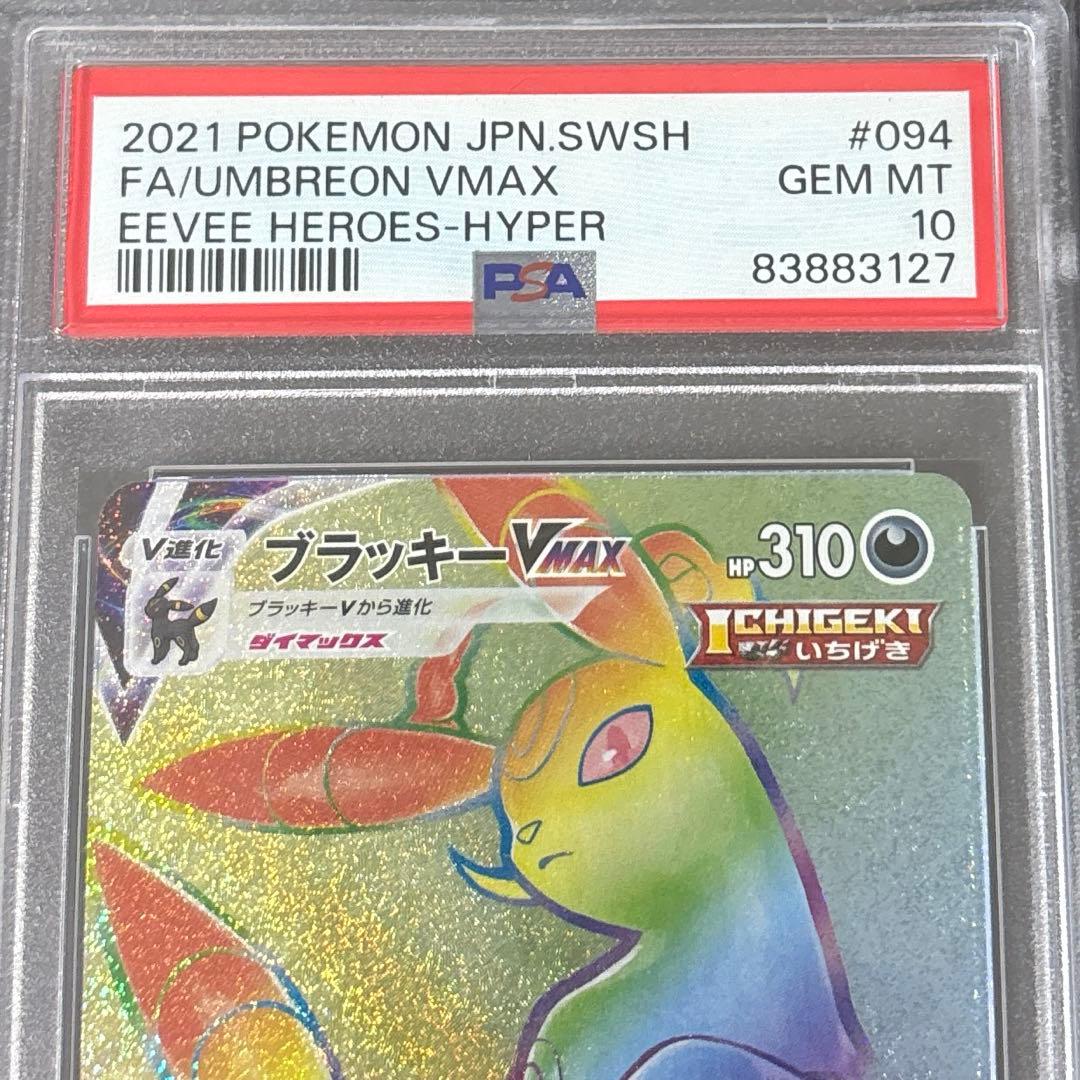 2021 POKEMON JPN.SWSH #094
FA/UMBREON VMAX GEM MT
EEVEE HEROES-HYPER 10
PSA 83883127
V進化 ブラッキーVMAX HP310
ブラッキーVから進化
ダイマックス
ICHIGEKI
いちげき